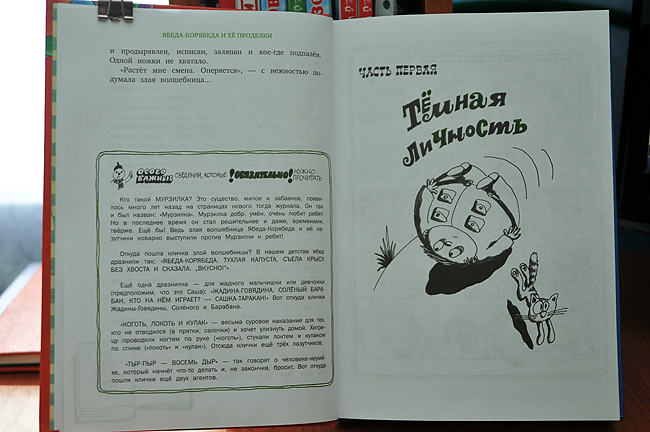 ЯБЕДА-КОРЯБЕДА И ЕЁ ПРОДЕЛКИ
и продырявлен, исписан, заляпан и кое-где подпалён.
Одной ножки не хватало.
«Растёт мне смена. Оперяется», — с нежностью по-
думала злая волшебница...
ОСОБО
ВАЖНЫЕ СВЕДЕНИЯ, КОТОРЫЕ !ОБЯЗАТЕЛЬНО! НУЖНО
ПРОЧИТАТЬ
Кто такой МУРЗИЛКА? Это существо, милое и забавное, появи-
лось много лет назад на страницах нового тогда журнала. Он так
и был назван: «Мурзилка». Мурзилка добр, умён, очень любит ребят.
Но в последнее время он стал решительнее и даже, временами,
твёрже. Ещё бы! Ведь злая волшебница Ябеда-Корябеда и её ла-
зутчики коварно выступили против Мурзилки и ребят!
Откуда пошла кличка злой волшебницы? В нашем детстве ябед
дразнили так: «ЯБЕДА-КОРЯБЕДА, ТУХЛАЯ КАПУСТА, СЪЕЛА КРЫСУ
БЕЗ ХВОСТА И СКАЗАЛА: „ВКУСНО!"»
Ещё одна дразнилка — для жадного мальчишки или девчонки
(предположим, что это Саша): «ЖАДИНА-ГОВЯДИНА, СОЛЁНЫЙ БАРА-
БАН, КТО НА НЁМ ИГРАЕТ? — САШКА-ТАРАКАН!» Вот откуда клички
Жадины-Говядины, Солёного и Барабана.
«КОГОТЬ, ЛОКОТЬ И КУЛАК» — весьма суровое наказание для тех,
кто не отводился (в прятки, салочки) и хочет улизнуть домой. Хитре-
цу проводили ногтем по руке («коготь»), стукали локтем и кулаком
по спине («локоть» и «кулак»). Отсюда клички ещё трёх лазутчиков.
«ТЫР-ПЫР — ВОСЕМЬ ДЫР» — так говорят о человеке-неумё-
хе, который начнёт что-то делать и, не закончив, бросит. Вот откуда
пошли клички ещё двух агентов.
ЧАСТЬ ПЕРВАЯ
Тёмная
личность